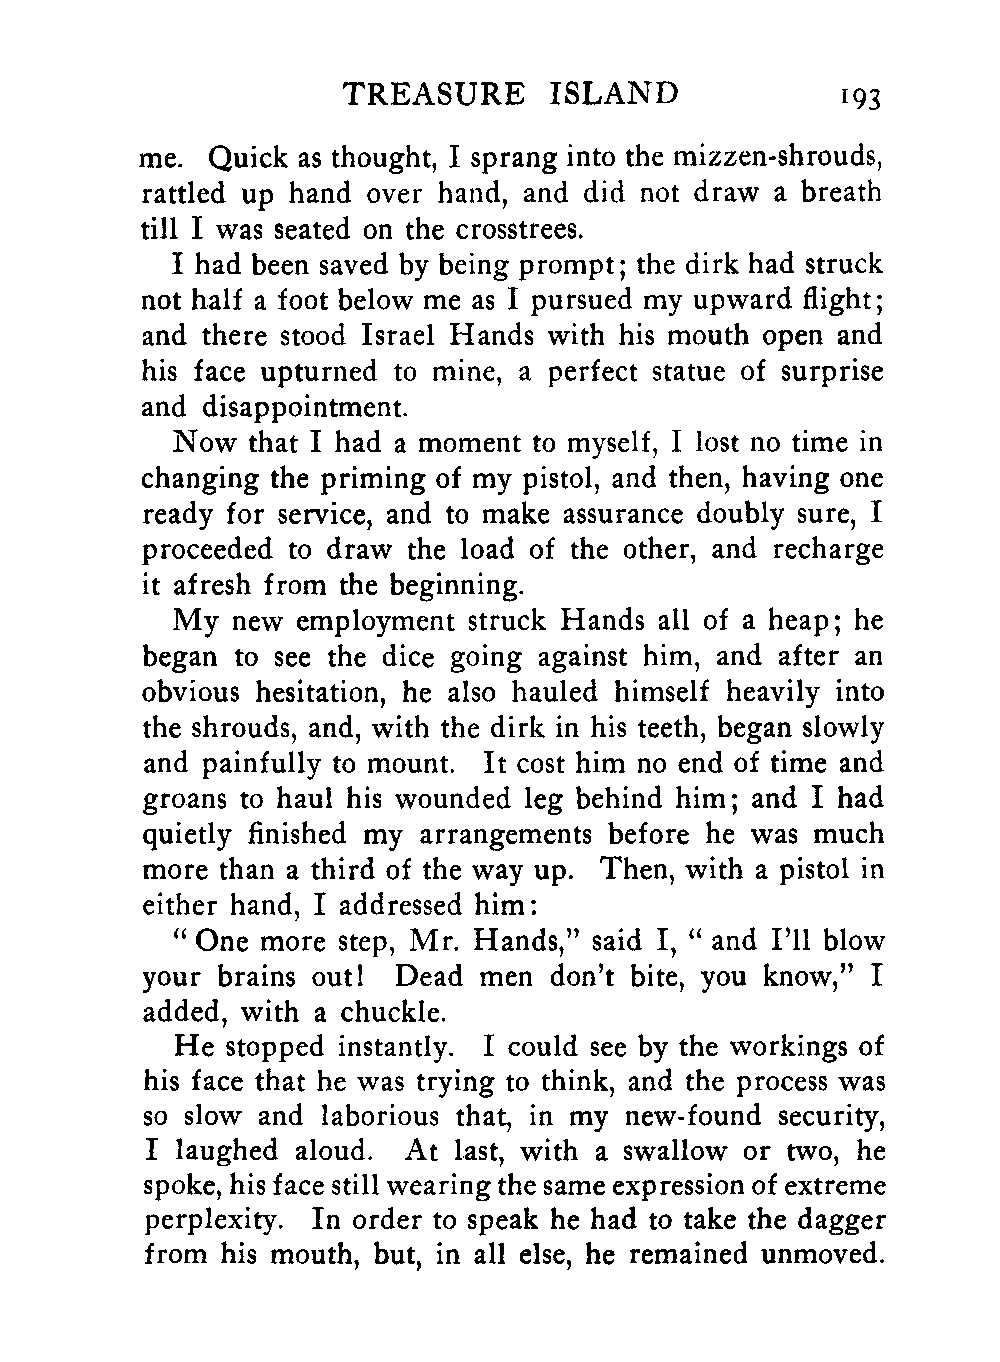 TREASURE ISLAND 193
me. Quick as thought, I sprang into the mizzen-shrouds,
rattled up hand over hand, and did not draw a breath
till I was seated on the crosstrees.
I had been saved by being prompt; the dirk had struck
not half a foot below me as I pursued my upward flight;
and there stood Israel Hands with his mouth open and
his face upturned to mine, a perfect statue of surprise
and disappointment.
Now that I had a moment to myself, I lost no time in
changing the priming of my pistol, and then, having one
ready for service, and to make assurance doubly sure, I
proceeded to draw the load of the other, and recharge
it afresh from the beginning.
My new employment struck Hands all of a heap; he
began to see the dice going against him, and after an
obvious hesitation, he also hauled himself heavily into
the shrouds, and, with the dirk in his teeth, began slowly
and painfully to mount. It cost him no end of time and
groans to haul his wounded leg behind him; and I had
quietly finished my arrangements before he was much
more than a third of the way up. Then, with a pistol in
either hand, I addressed him:
“ One more step, Mr. Hands,” said I, “ and I’ll blow
your brains out! Dead men don’t bite, you know,” I
added, with a chuckle.
He stopped instantly. I could see by the workings of
his face that he was trying to think, and the process was
so slow and laborious that, in my new-found security,
I laughed aloud. At last, with a swallow or two, he
spoke, his face still wearing the same expression of extreme
perplexity. In order to speak he had to take the dagger
from his mouth, but, in all else, he remained unmoved.